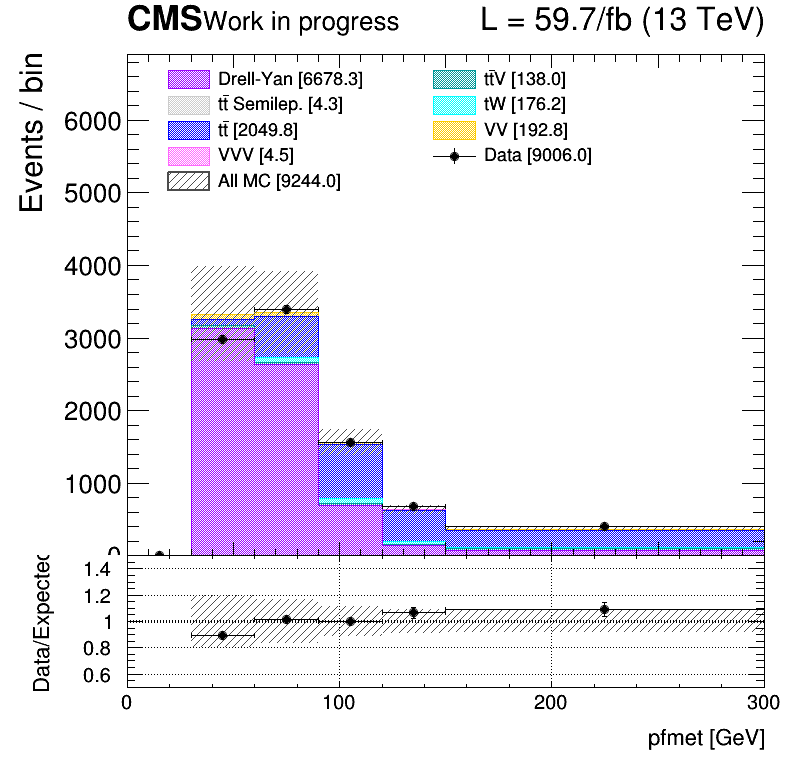 CMS Work in progress L = 59.7/fb (13 TeV)
Events / bin
Drell-Yan [6678.3]
tt̄ Semilep. [4.3]
tt̄ [2049.8]
VVV [4.5]
All MC [9244.0]
tt̄V [138.0]
tW [176.2]
VV [192.8]
Data [9006.0]
6000
5000
4000
3000
2000
1000
0
Data/Expected
1.4
1.2
1
0.8
0.6
0 100 200 300
pfmet [GeV]